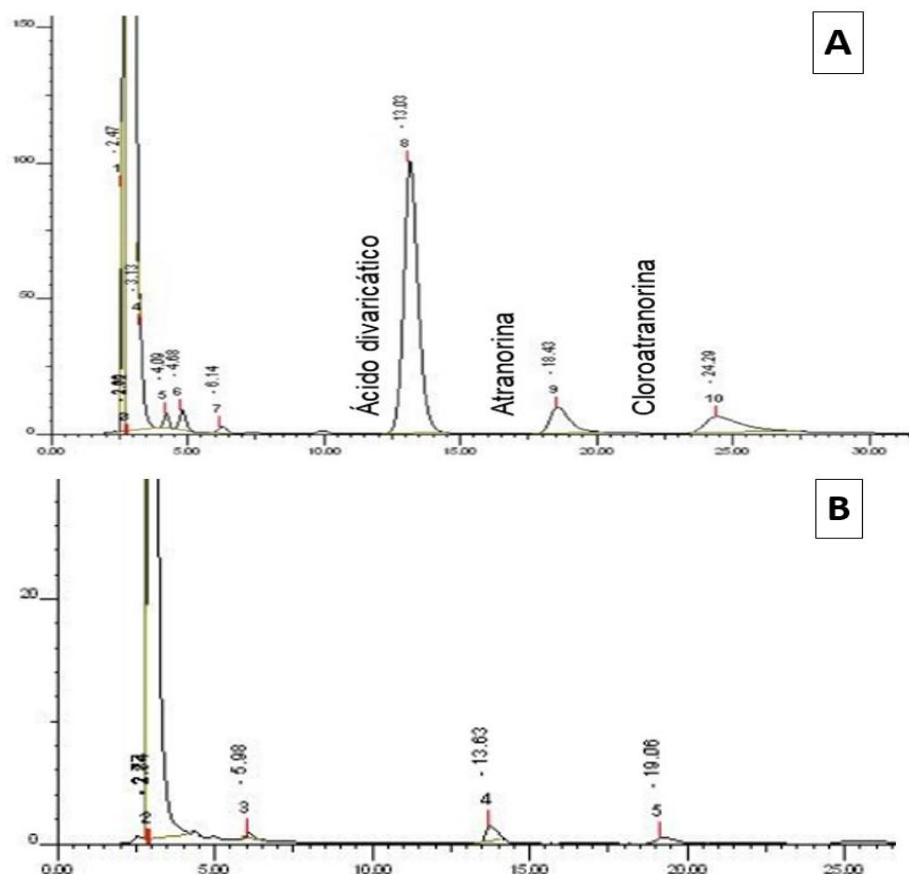 A
150
100
50
0
1 - 2.47
4 - 3.13
5 - 4.09
6 - 4.68
7 - 6.14
Ácido divaricático
8 - 13.03
Atranorina
9 - 18.43
Cloroatranorina
10 - 24.29
0.00 5.00 10.00 15.00 20.00 25.00 30.00
B
20
0
2
3 - 5.98
4 - 13.63
5 - 19.06
0.00 5.00 10.00 15.00 20.00 25.00